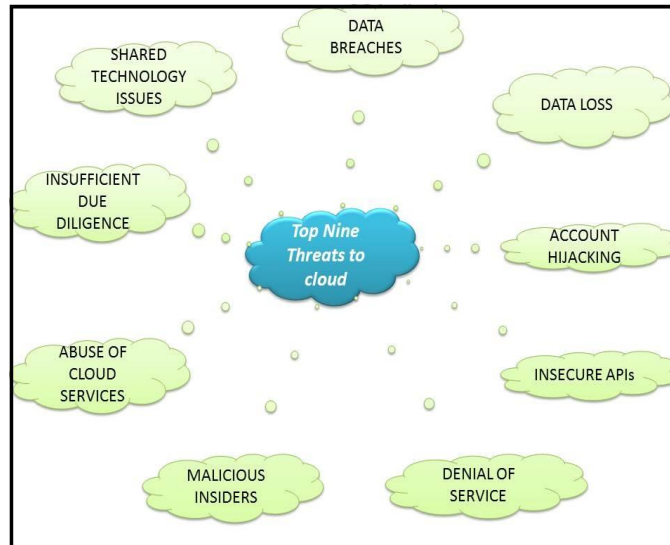 DATA
BREACHES
SHARED
TECHNOLOGY
ISSUES
DATA LOSS
INSUFFICIENT
DUE
DILIGENCE
Top Nine
Threats to
cloud
ACCOUNT
HIJACKING
ABUSE OF
CLOUD
SERVICES
INSECURE APIs
MALICIOUS
INSIDERS
DENIAL OF
SERVICE